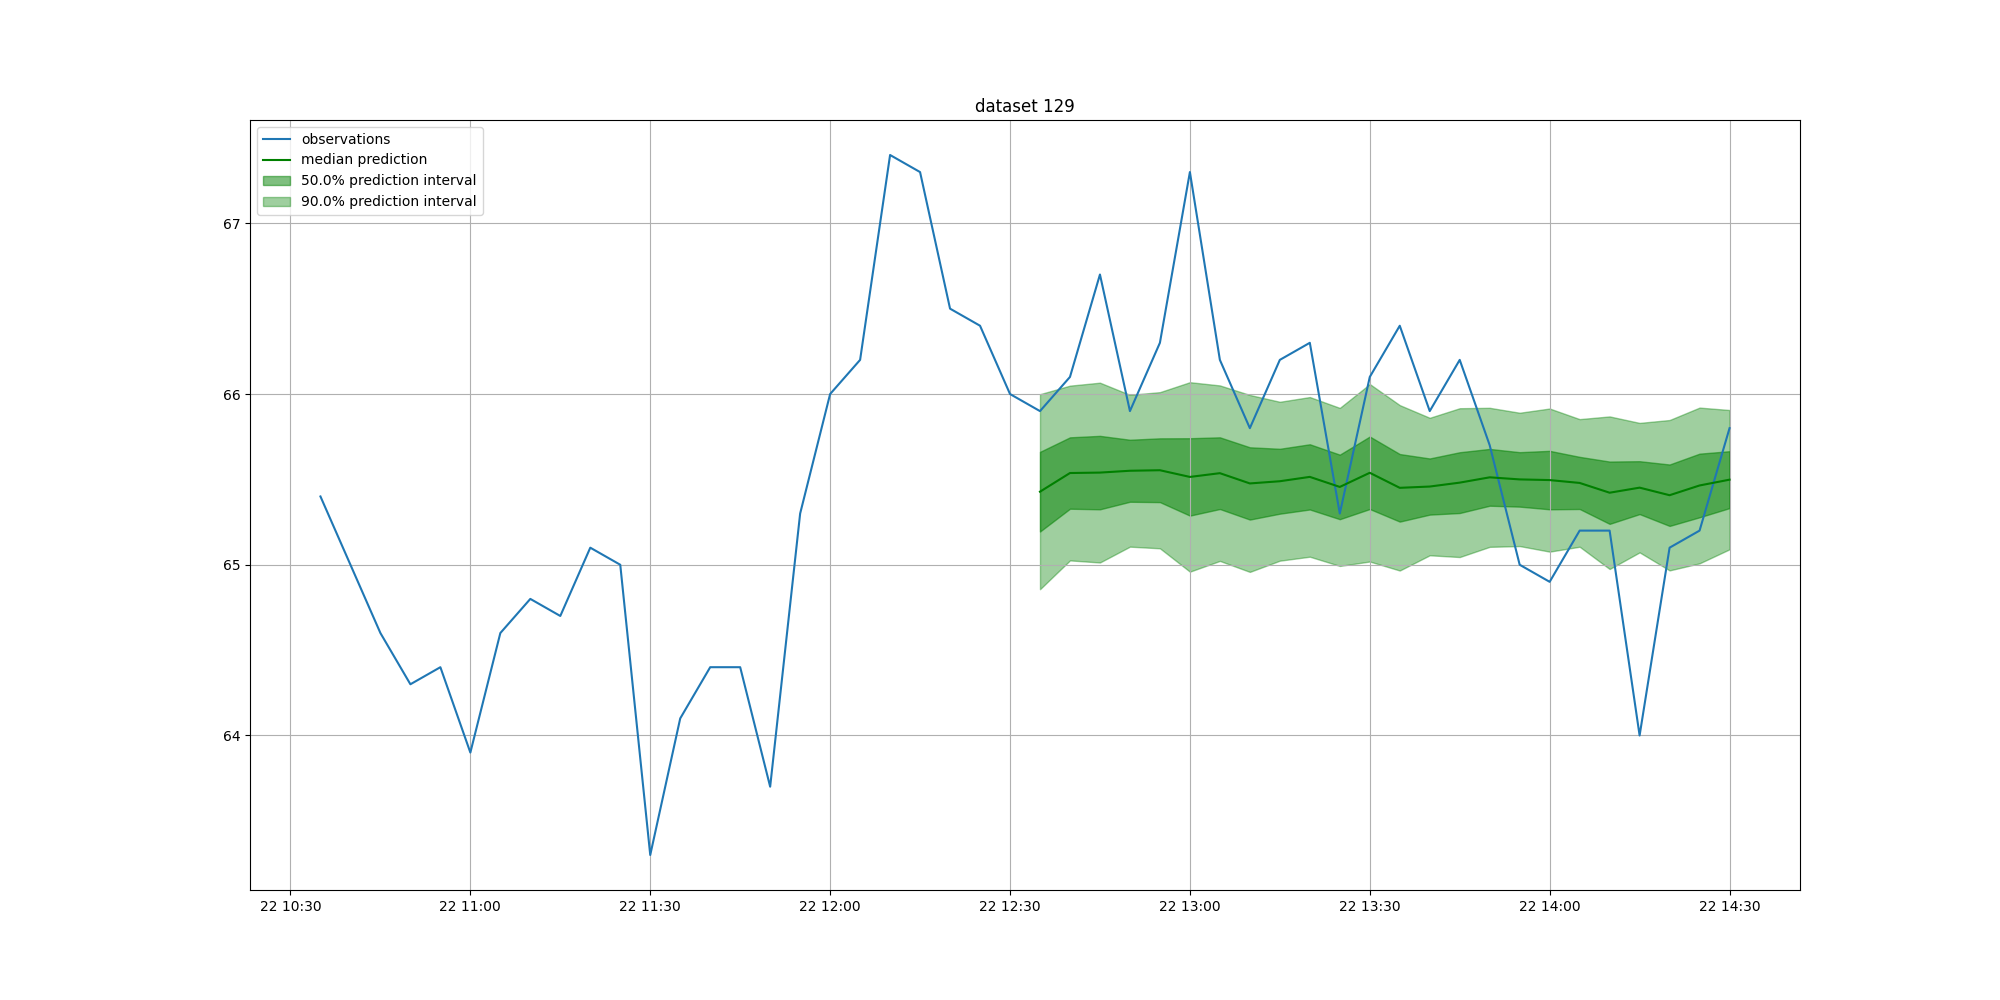 dataset 129
observations
median prediction
50.0% prediction interval
90.0% prediction interval
67
66
65
64
22 10:30 22 11:00 22 11:30 22 12:00 22 12:30 22 13:00 22 13:30 22 14:00 22 14:30